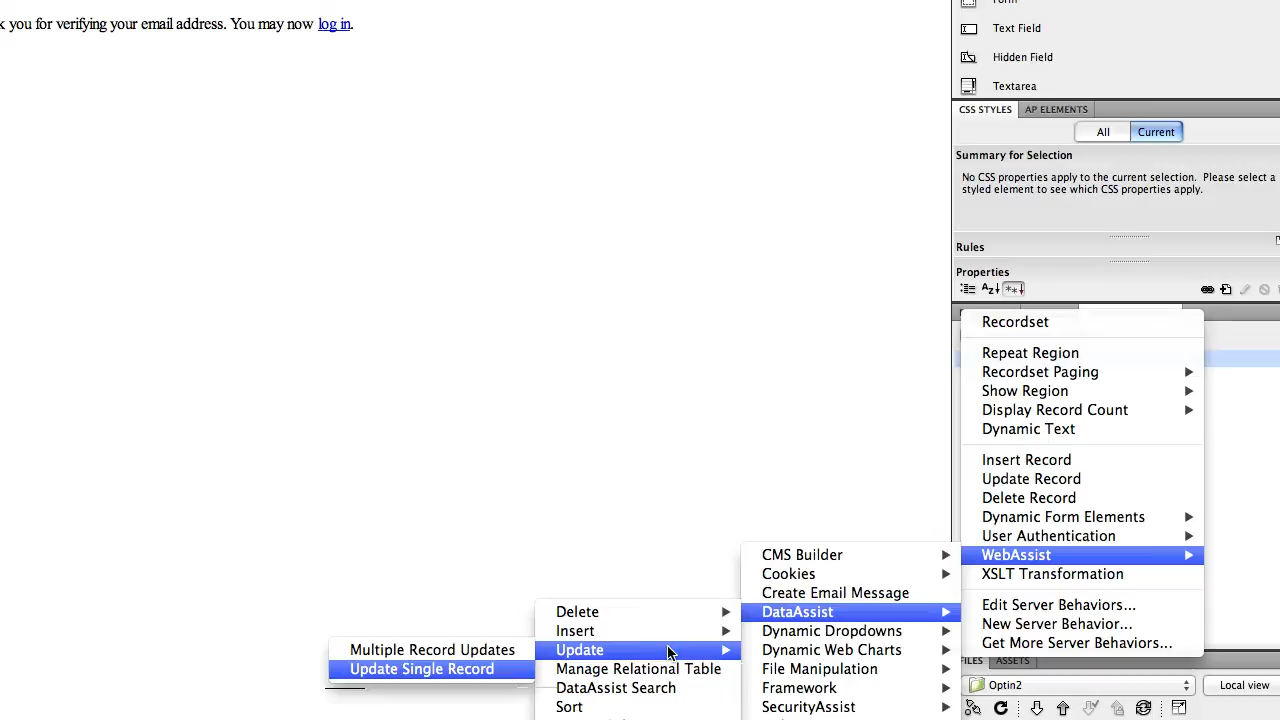 k you for verifying your email address. You may now log in.
Form
Text Field
Hidden Field
Textarea
CSS STYLES AP ELEMENTS
All Current
Summary for Selection
No CSS properties apply to the current selection. Please select a
styled element to see which CSS properties apply.
Rules
Properties
Az↓ **↓
Recordset
Repeat Region
Recordset Paging
Show Region
Display Record Count
Dynamic Text
Insert Record
Update Record
Delete Record
Dynamic Form Elements
User Authentication
WebAssist
XSLT Transformation
Edit Server Behaviors...
New Server Behavior...
Get More Server Behaviors...
CMS Builder
Cookies
Create Email Message
DataAssist
Dynamic Dropdowns
Dynamic Web Charts
File Manipulation
Framework
SecurityAssist
Delete
Insert
Update
Manage Relational Table
DataAssist Search
Sort
Multiple Record Updates
Update Single Record
FILES ASSETS
Optin2 Local view